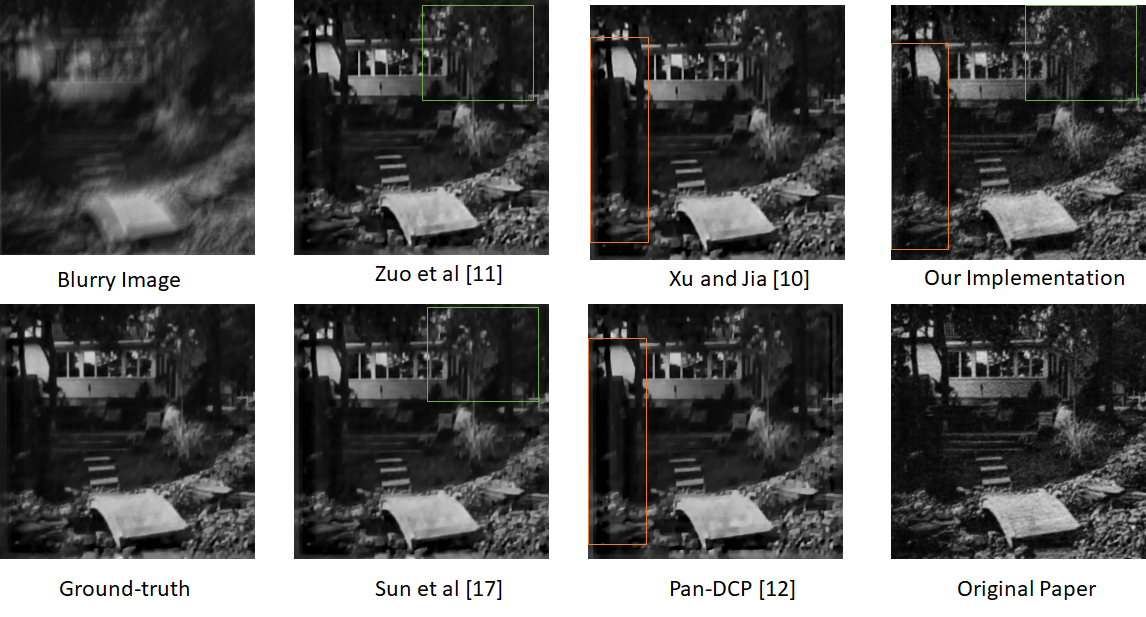 Blurry Image
Zuo et al [11]
Xu and Jia [10]
Our Implementation
Ground-truth
Sun et al [17]
Pan-DCP [12]
Original Paper